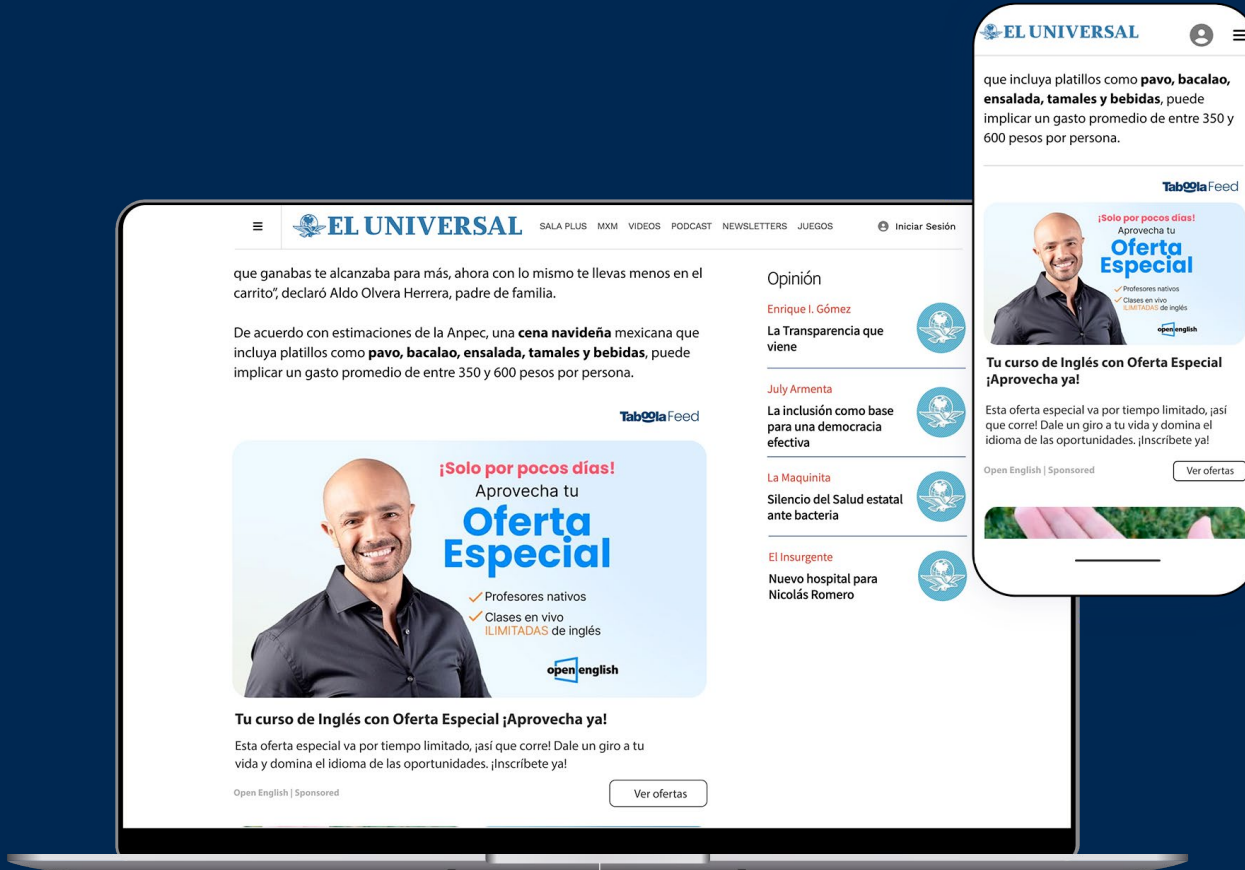 EL UNIVERSAL
SALA PLUS MXM VIDEOS PODCAST NEWSLETTERS JUEGOS
Iniciar Sesión
que ganabas te alcanzaba para más, ahora con lo mismo te llevas menos en el
carrito”, declaró Aldo Olvera Herrera, padre de familia.
De acuerdo con estimaciones de la Anpec, una cena navideña mexicana que
incluya platillos como pavo, bacalao, ensalada, tamales y bebidas, puede
implicar un gasto promedio de entre 350 y 600 pesos por persona.
Taboola Feed
¡Solo por pocos días!
Aprovecha tu
Oferta
Especial
Profesores nativos
Clases en vivo
ILIMITADAS de inglés
open english
Tu curso de Inglés con Oferta Especial ¡Aprovecha ya!
Esta oferta especial va por tiempo limitado, ¡así que corre! Dale un giro a tu
vida y domina el idioma de las oportunidades. ¡Inscríbete ya!
Open English | Sponsored
Ver ofertas
Opinión
Enrique I. Gómez
La Transparencia que
viene
July Armenta
La inclusión como base
para una democracia
efectiva
La Maquinita
Silencio del Salud estatal
ante bacteria
El Insurgente
Nuevo hospital para
Nicolás Romero
EL UNIVERSAL
que incluya platillos como pavo, bacalao,
ensalada, tamales y bebidas, puede
implicar un gasto promedio de entre 350 y
600 pesos por persona.
Taboola Feed
¡Solo por pocos días!
Aprovecha tu
Oferta
Especial
Profesores nativos
Clases en vivo
ILIMITADAS de inglés
open english
Tu curso de Inglés con Oferta Especial
¡Aprovecha ya!
Esta oferta especial va por tiempo limitado, ¡así
que corre! Dale un giro a tu vida y domina el
idioma de las oportunidades. ¡Inscríbete ya!
Open English | Sponsored
Ver ofertas